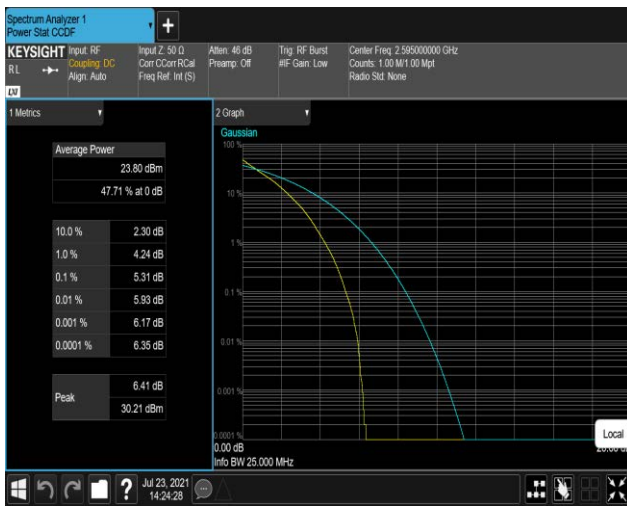 Spectrum Analyzer 1
Power Stat CCDF
KEYSIGHT
R L
LXI
Input: RF
Coupling: DC
Align: Auto
Input Z: 50 Ω
Corr CCorr RCal
Freq Ref: Int (S)
Atten: 46 dB
Preamp: Off
Trig: RF Burst
#IF Gain: Low
Center Freq: 2.595000000 GHz
Counts: 1.00 M/1.00 Mpt
Radio Std: None
1 Metrics
Average Power
23.80 dBm
47.71 % at 0 dB
10.0 % 2.30 dB
1.0 % 4.24 dB
0.1 % 5.31 dB
0.01 % 5.93 dB
0.001 % 6.17 dB
0.0001 % 6.35 dB
Peak
6.41 dB
30.21 dBm
2 Graph
Gaussian
100 %
10 %
1 %
0.1 %
0.01 %
0.001 %
0.0001 %
0.00 dB
Info BW 25.000 MHz
Local
?
Jul 23, 2021
14:24:28